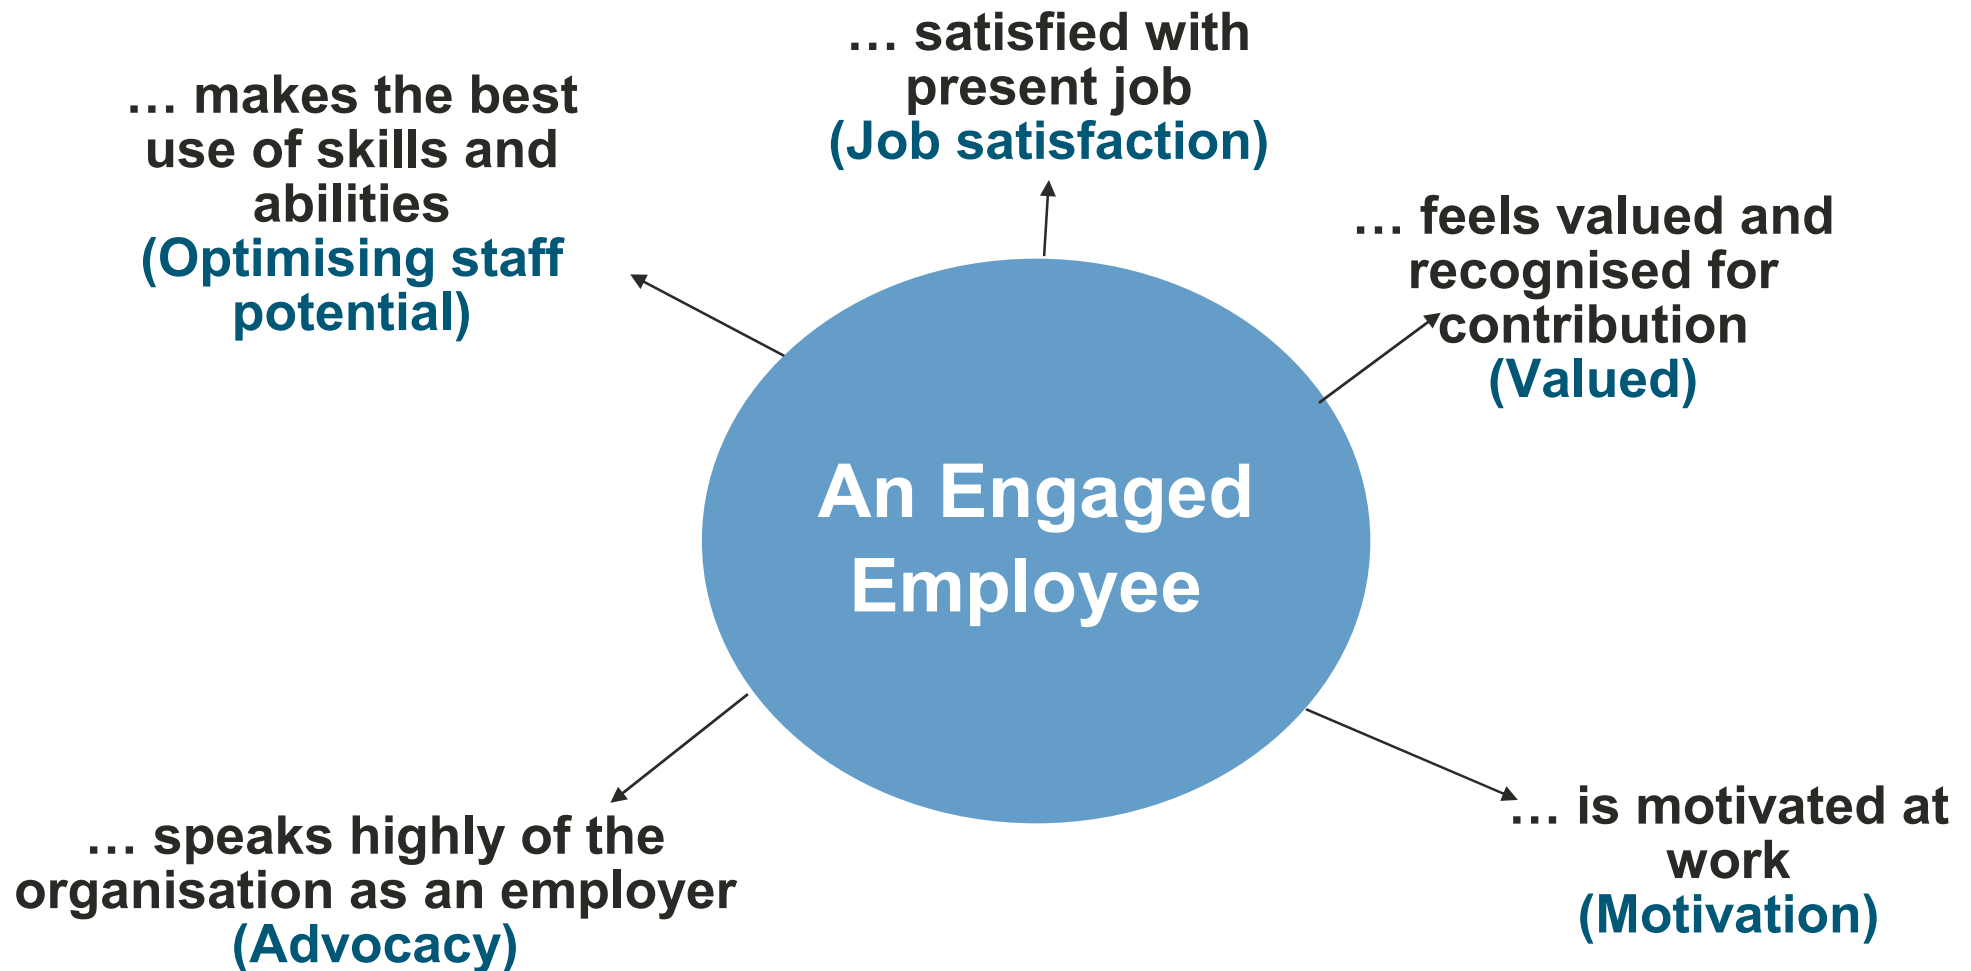 … satisfied with
present job
(Job satisfaction)
… makes the best
use of skills and
abilities
(Optimising staff
potential)
… feels valued and
recognised for
contribution
(Valued)
An Engaged
Employee
… speaks highly of the
organisation as an employer
(Advocacy)
… is motivated at
work
(Motivation)